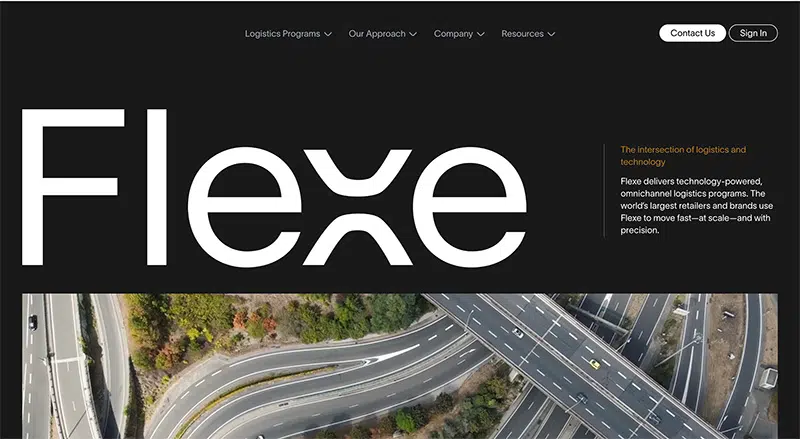 Logistics Programs
Our Approach
Company
Resources
Contact Us
Sign In
Flexe
The intersection of logistics and
technology
Flexe delivers technology-powered,
omnichannel logistics programs. The
world's largest retailers and brands use
Flexe to move fast—at scale—and with
precision.